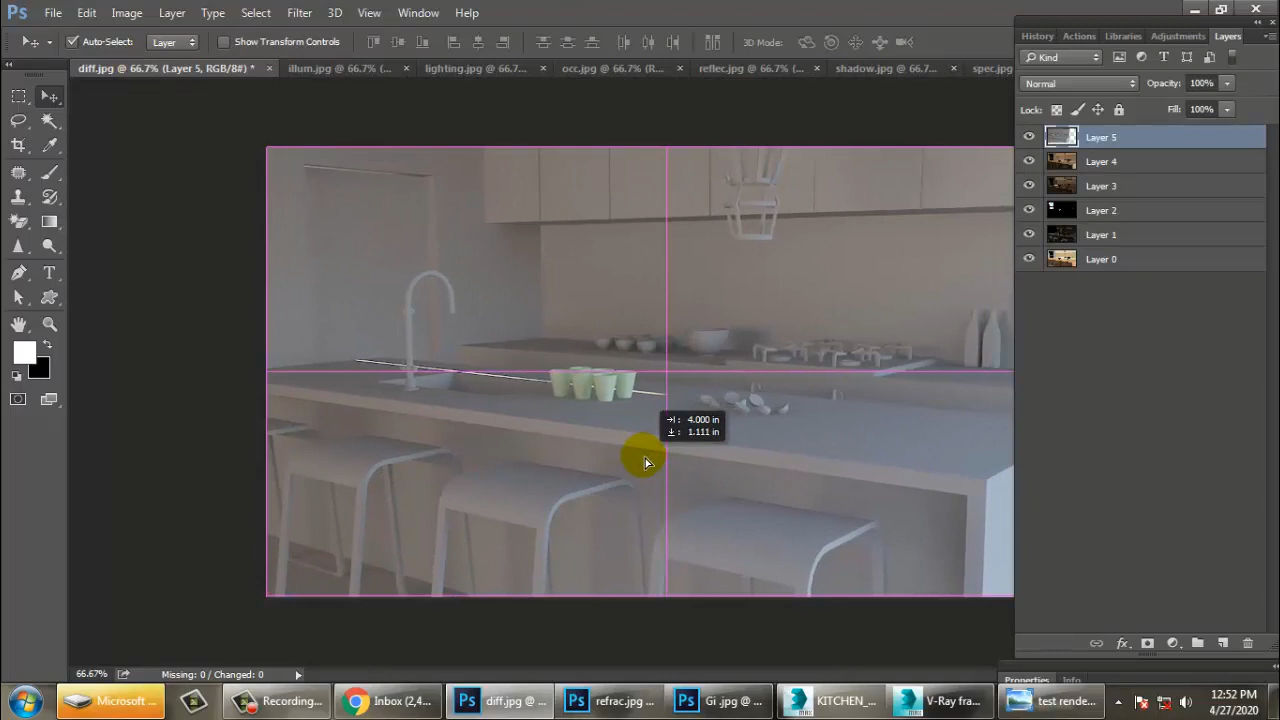 Ps File Edit Image Layer Type Select Filter 3D View Window Help
Auto-Select: Layer Show Transform Controls 3D Mode:
History Actions Libraries Adjustments Layers
diff.jpg @ 66.7% (Layer 5, RGB/8#) * × illum.jpg @ 66.7% (... × lighting.jpg @ 66.7%... × occ.jpg @ 66.7% (R... × reflec.jpg @ 66.7% (... × shadow.jpg @ 66.7%... × spec.jpg
Kind
Normal Opacity: 100%
Lock: Fill: 100%
Layer 5
Layer 4
Layer 3
Layer 2
Layer 1
Layer 0
: 4.000 in
: 1.111 in
66.67% Missing: 0 / Changed: 0
Properties Info
Microsoft ... Recording... Inbox (2,4... Ps diff.jpg @ ... Ps refrac.jpg ... Ps Gi.jpg @ ... KITCHEN_... V-Ray fra... test rende...
12:52 PM
4/27/2020